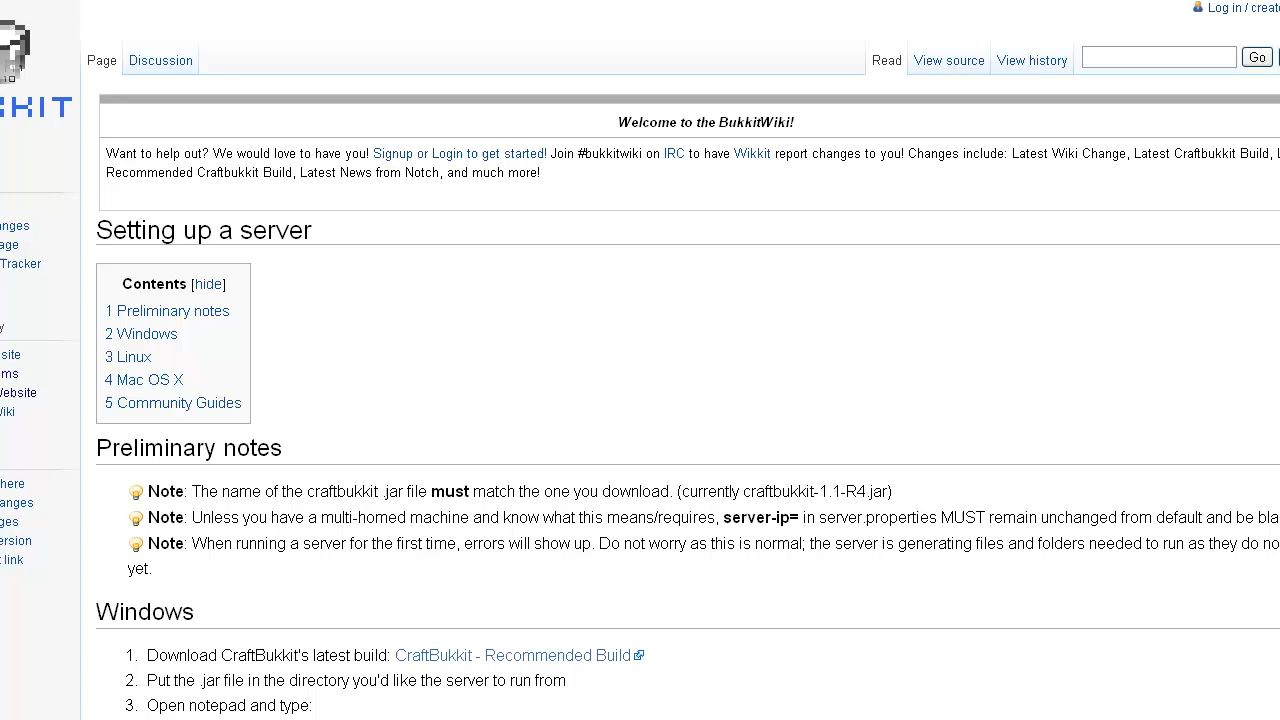 Log in / create
Page Discussion Read View source View history Go
KIT
Welcome to the BukkitWiki!
Want to help out? We would love to have you! Signup or Login to get started! Join #bukkitwiki on IRC to have Wikkit report changes to you! Changes include: Latest Wiki Change, Latest Craftbukkit Build, L
Recommended Craftbukkit Build, Latest News from Notch, and much more!
anges
age
Tracker
y
site
ms
Website
Wiki
here
anges
ges
ersion
t link
Setting up a server
Contents [hide]
1 Preliminary notes
2 Windows
3 Linux
4 Mac OS X
5 Community Guides
Preliminary notes
Note: The name of the craftbukkit .jar file must match the one you download. (currently craftbukkit-1.1-R4.jar)
Note: Unless you have a multi-homed machine and know what this means/requires, server-ip= in server.properties MUST remain unchanged from default and be bla
Note: When running a server for the first time, errors will show up. Do not worry as this is normal; the server is generating files and folders needed to run as they do no
yet.
Windows
1. Download CraftBukkit's latest build: CraftBukkit - Recommended Build
2. Put the .jar file in the directory you'd like the server to run from
3. Open notepad and type: